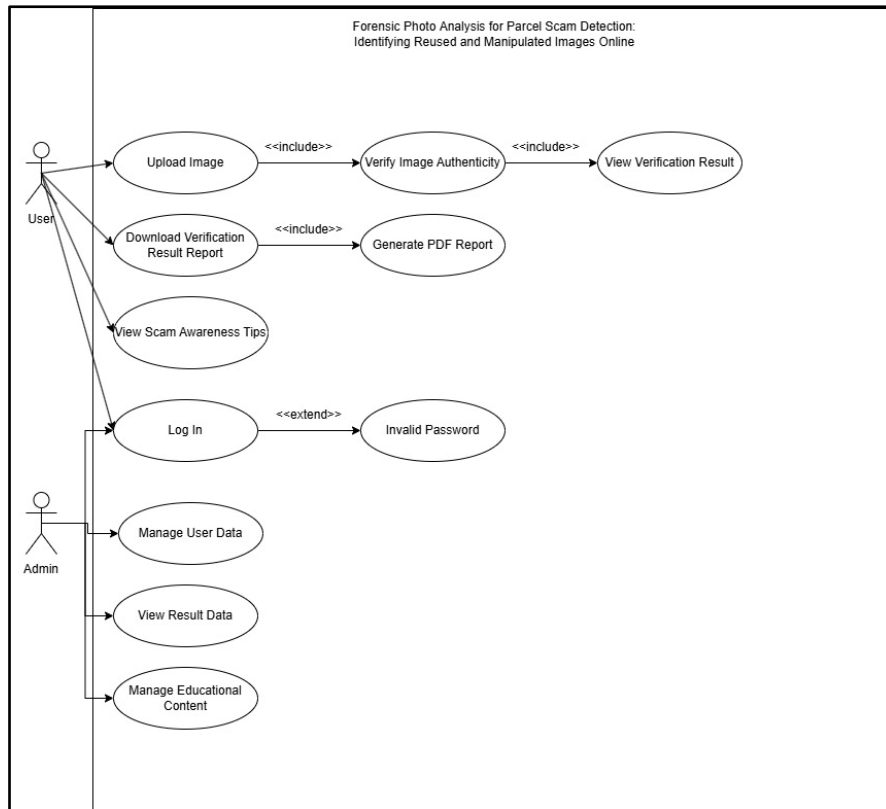 Forensic Photo Analysis for Parcel Scam Detection:
Identifying Reused and Manipulated Images Online
User
Upload Image
<<include>>
Verify Image Authenticity
<<include>>
View Verification Result
Download Verification
Result Report
<<include>>
Generate PDF Report
View Scam Awareness Tips
Log In
<<extend>>
Invalid Password
Admin
Manage User Data
View Result Data
Manage Educational
Content